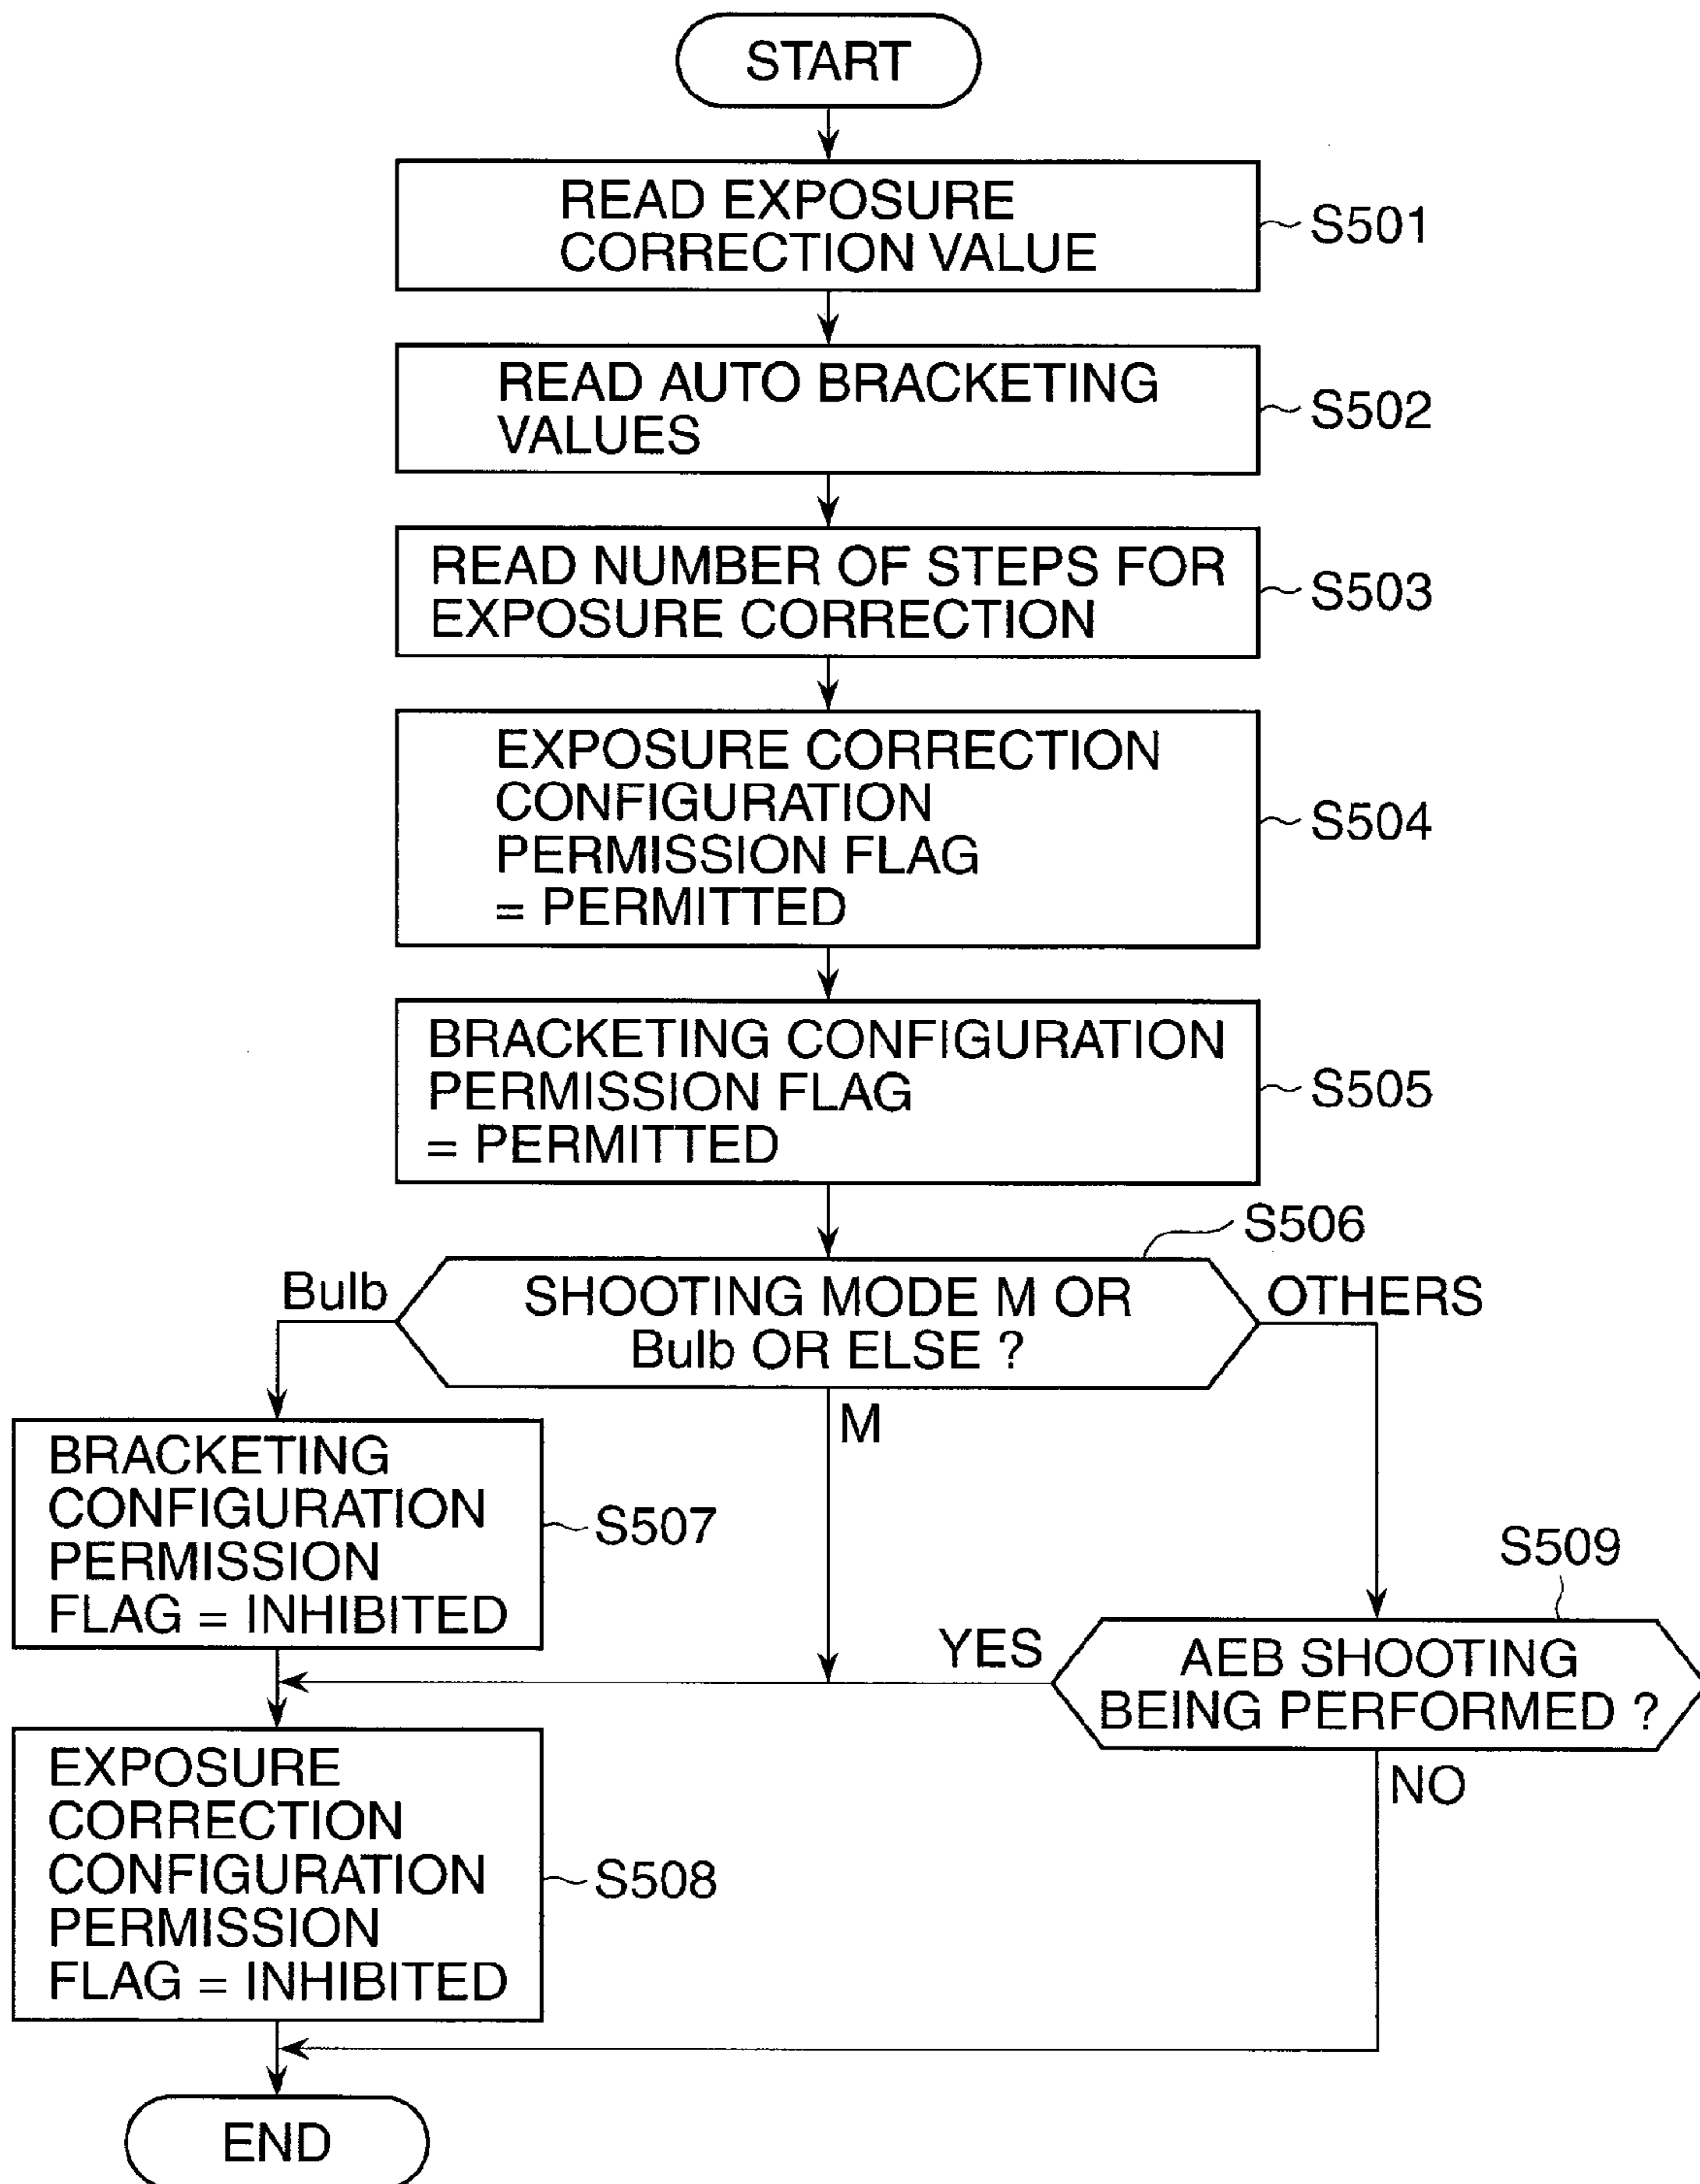 START
READ EXPOSURE
CORRECTION VALUE
S501
READ AUTO BRACKETING
VALUES
S502
READ NUMBER OF STEPS FOR
EXPOSURE CORRECTION
S503
EXPOSURE CORRECTION
CONFIGURATION
PERMISSION FLAG
= PERMITTED
S504
BRACKETING CONFIGURATION
PERMISSION FLAG
= PERMITTED
S505
S506
Bulb
SHOOTING MODE M OR
Bulb OR ELSE ?
OTHERS
M
BRACKETING
CONFIGURATION
PERMISSION
FLAG = INHIBITED
S507
S509
YES
AEB SHOOTING
BEING PERFORMED ?
NO
EXPOSURE
CORRECTION
CONFIGURATION
PERMISSION
FLAG = INHIBITED
S508
END